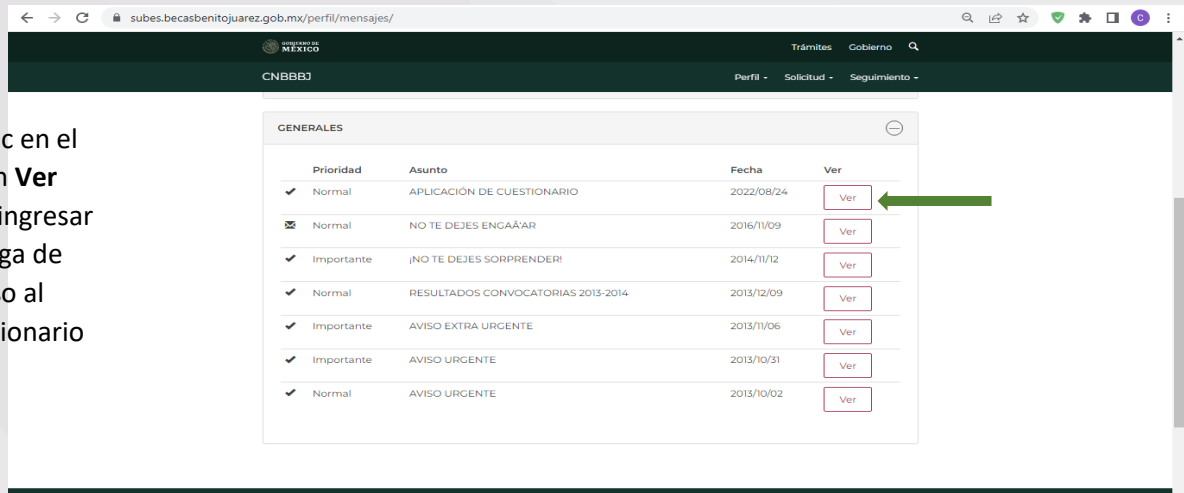 subes.becasbenitojuarez.gob.mx/perfil/mensajes/
C
GOBIERNO DE
MÉXICO
Trámites Gobierno
CNBBBJ
Perfil - Solicitud - Seguimiento -
c en el
n Ver
ingresar
ga de
o al
ionario
GENERALES
Prioridad Asunto Fecha Ver
Normal APLICACIÓN DE CUESTIONARIO 2022/08/24 Ver
Normal NO TE DEJES ENGAÃ'AR 2016/11/09 Ver
Importante ¡NO TE DEJES SORPRENDER! 2014/11/12 Ver
Normal RESULTADOS CONVOCATORIAS 2013-2014 2013/12/09 Ver
Importante AVISO EXTRA URGENTE 2013/11/06 Ver
Importante AVISO URGENTE 2013/10/31 Ver
Normal AVISO URGENTE 2013/10/02 Ver